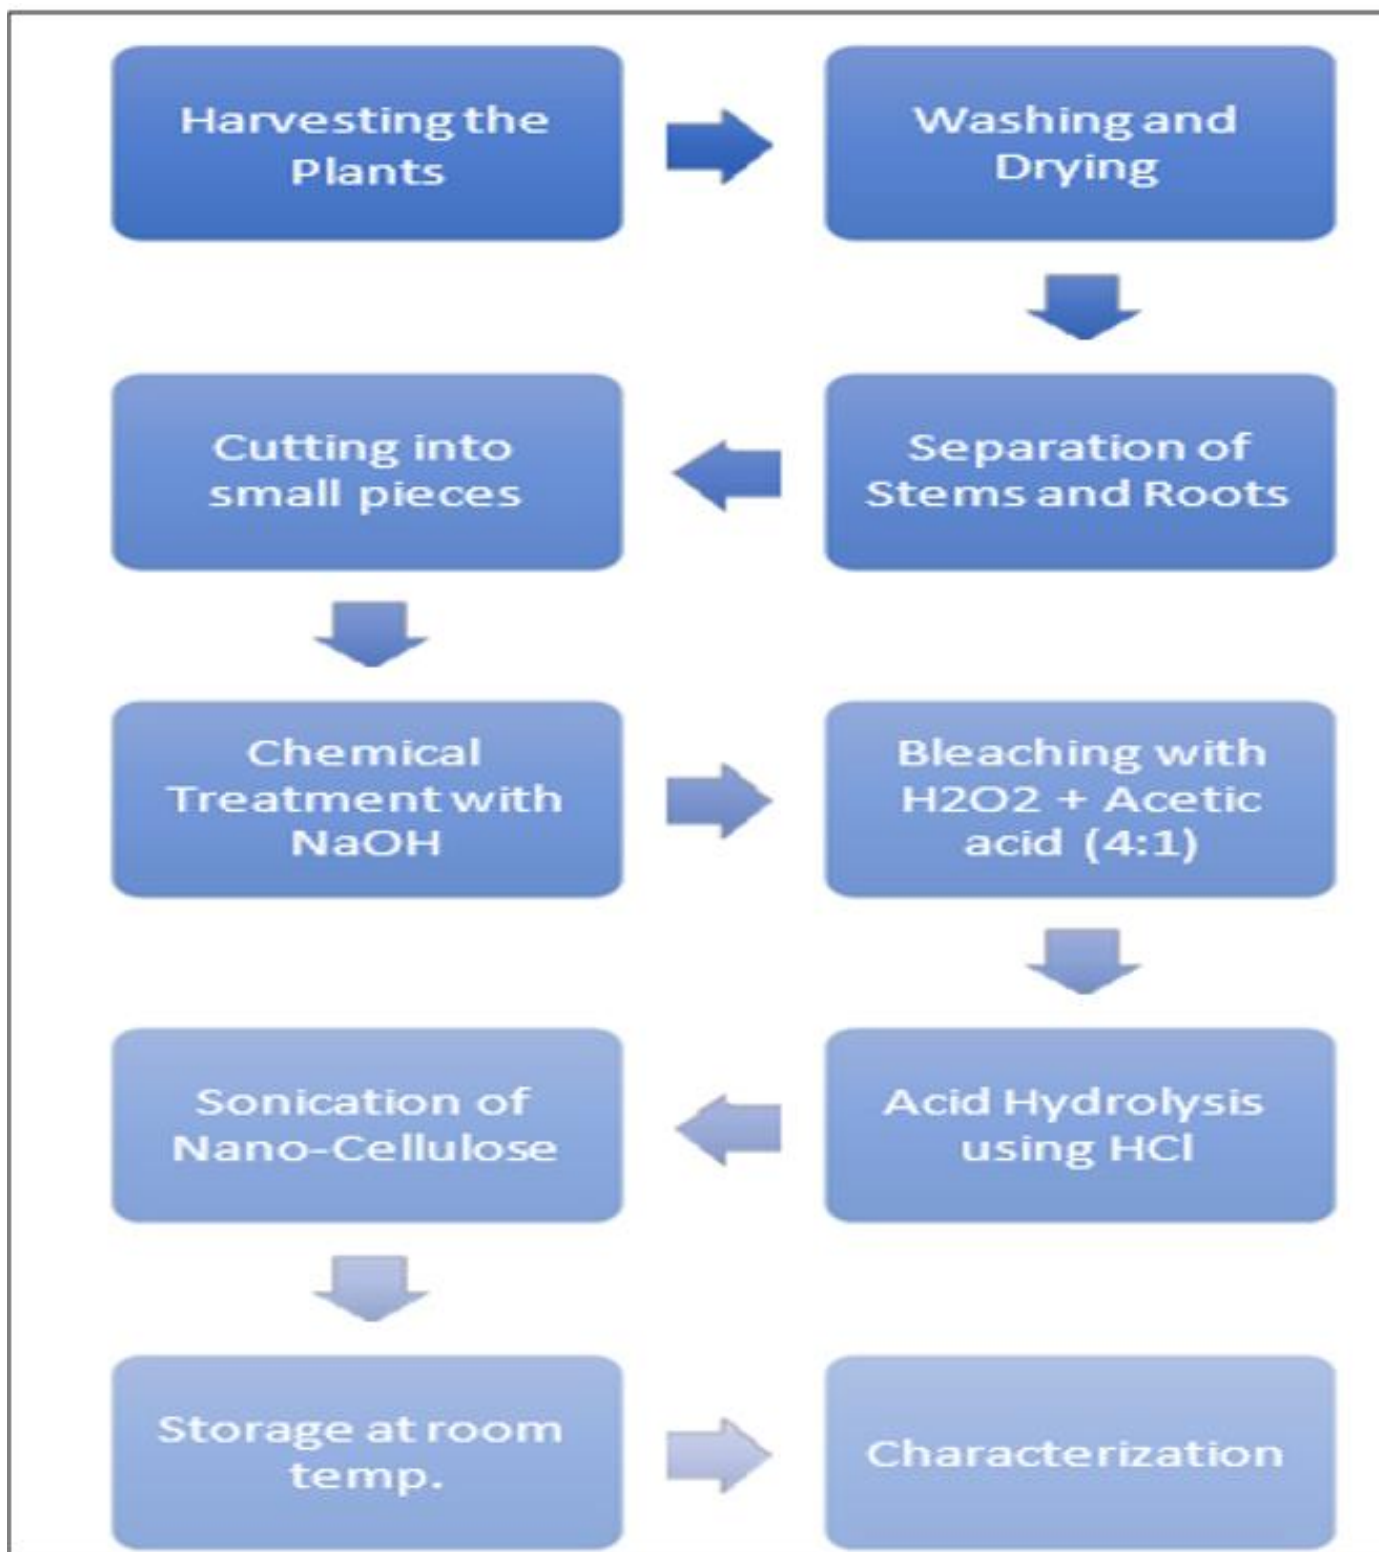 Harvesting the
Plants
Washing and
Drying
Separation of
Stems and Roots
Cutting into
small pieces
Chemical
Treatment with
NaOH
Bleaching with
H2O2 + Acetic
acid (4:1)
Acid Hydrolysis
using HCl
Sonication of
Nano-Cellulose
Storage at room
temp.
Characterization